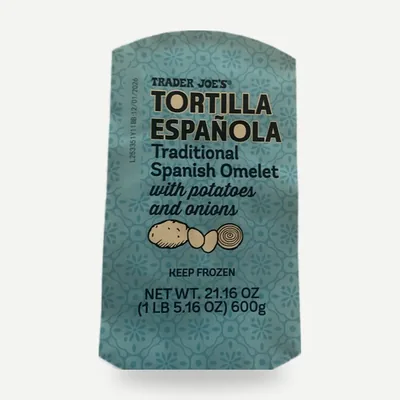 TRADER JOE'S®
TORTILLA
ESPAÑOLA
Traditional
Spanish Omelet
with potatoes
and onions
KEEP FROZEN
NET WT. 21.16 OZ
(1 LB 5.16 OZ) 600g